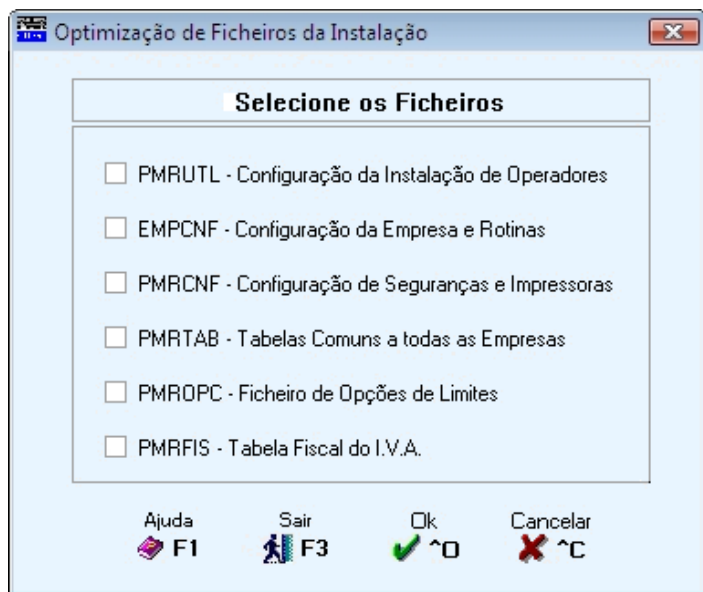 Optimização de Ficheiros da Instalação
Selecione os Ficheiros
PMRUTL - Configuração da Instalação de Operadores
EMPCNF - Configuração da Empresa e Rotinas
PMRCNF - Configuração de Seguranças e Impressoras
PMRTAB - Tabelas Comuns a todas as Empresas
PMROPC - Ficheiro de Opções de Limites
PMRFIS - Tabela Fiscal do I.V.A.
Ajuda Sair Ok Cancelar
F1 F3 ^O ^C